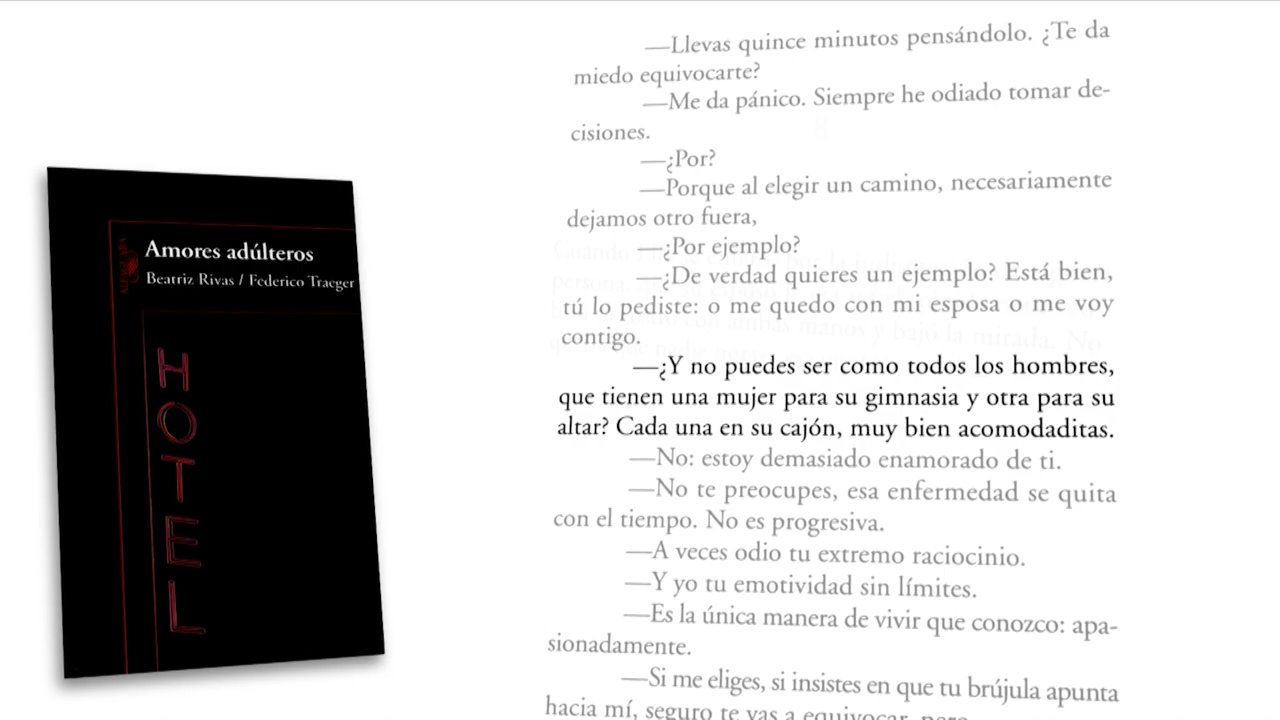 Amores adúlteros
Beatriz Rivas / Federico Traeger
ALFAGUARA
HOTEL
—Llevas quince minutos pensándolo. ¿Te da
miedo equivocarte?
—Me da pánico. Siempre he odiado tomar de-
cisiones.
—¿Por?
—Porque al elegir un camino, necesariamente
dejamos otro fuera,
—¿Por ejemplo?
—¿De verdad quieres un ejemplo? Está bien,
tú lo pediste: o me quedo con mi esposa o me voy
contigo.
—¿Y no puedes ser como todos los hombres,
que tienen una mujer para su gimnasia y otra para su
altar? Cada una en su cajón, muy bien acomodaditas.
—No: estoy demasiado enamorado de ti.
—No te preocupes, esa enfermedad se quita
con el tiempo. No es progresiva.
—A veces odio tu extremo raciocinio.
—Y yo tu emotividad sin límites.
—Es la única manera de vivir que conozco: apa-
sionadamente.
—Si me eliges, si insistes en que tu brújula apunta
hacia mí, seguro te vas a equivocar, pero